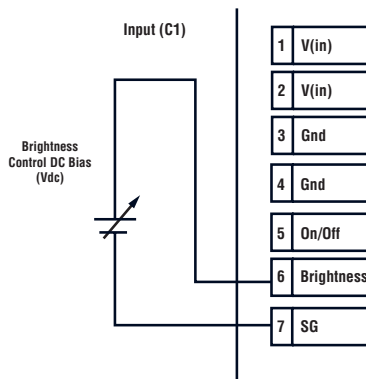 Input (C1)
Brightness
Control DC Bias
(Vdc)
1 V(in)
2 V(in)
3 Gnd
4 Gnd
5 On/Off
6 Brightness
7 SG